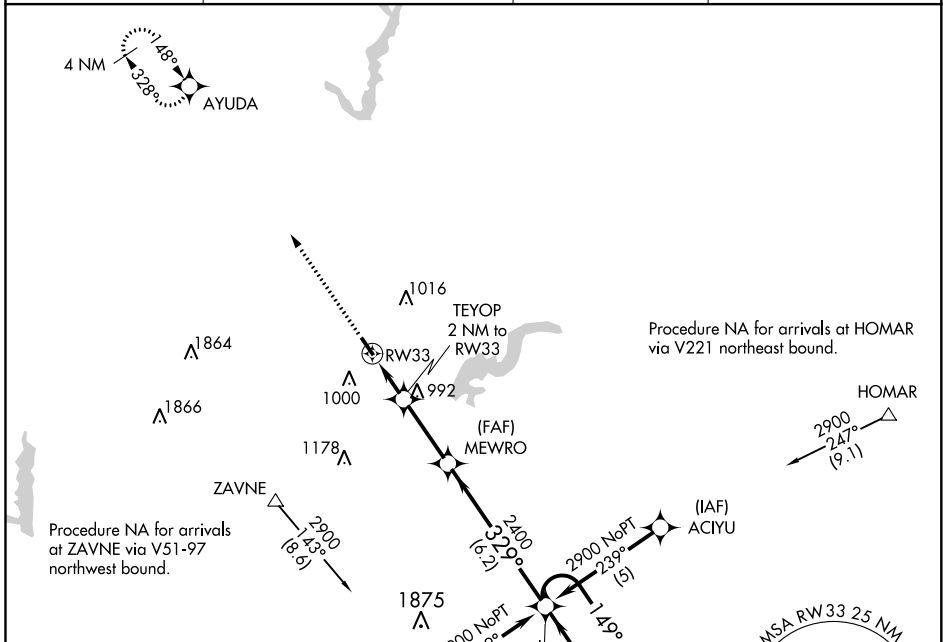 4 NM
148°
328°
AYUDA
1016
TEYOP
2 NM to
RW33
RW33
1864
1000
992
1866
Procedure NA for arrivals at HOMAR
via V221 northeast bound.
HOMAR
2900
247°
(9.1)
(FAF)
MEWRO
1178
ZAVNE
2900
143°
(8.6)
Procedure NA for arrivals
at ZAVNE via V51-97
northwest bound.
2400
329°
(6.2)
(IAF)
ACIYU
2900 NoPT
239°
(5)
149°
1875
00 NoPT
MSA RW33 25 NM